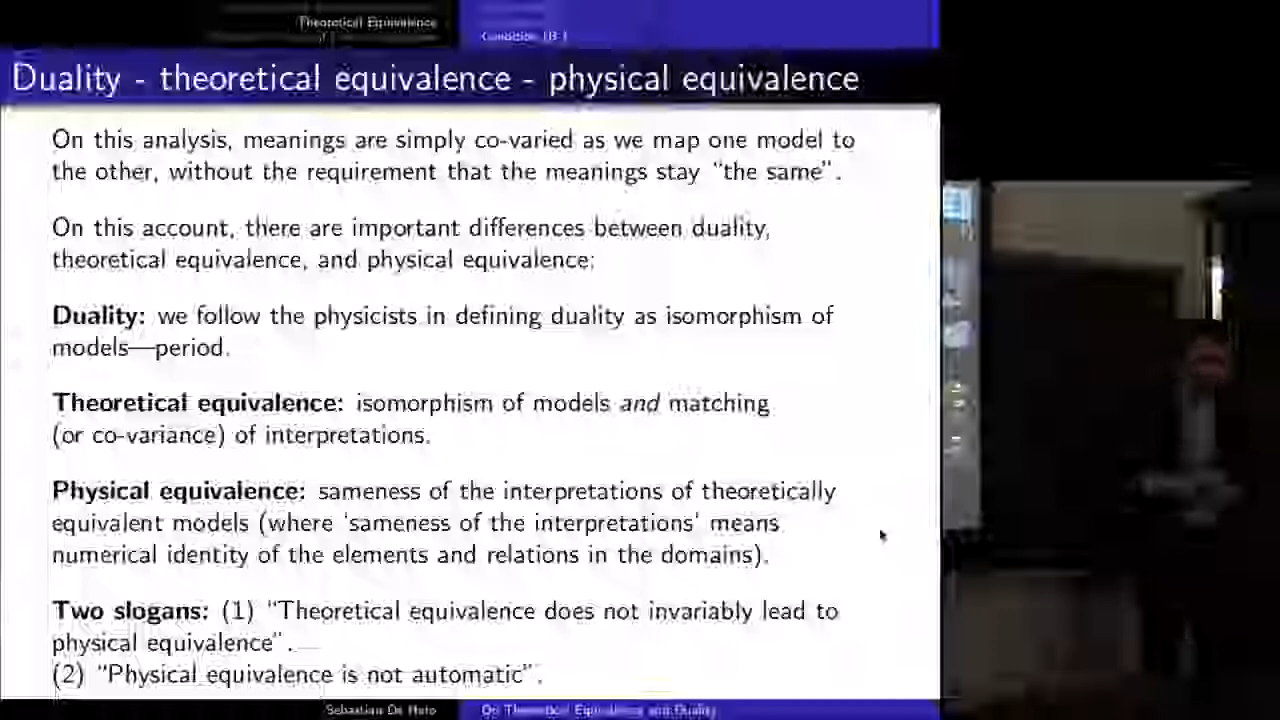 Theoretical Equivalence
Duality - theoretical equivalence - physical equivalence
On this analysis, meanings are simply co-varied as we map one model to
the other, without the requirement that the meanings stay "the same".
On this account, there are important differences between duality,
theoretical equivalence, and physical equivalence:
Duality: we follow the physicists in defining duality as isomorphism of
models—period.
Theoretical equivalence: isomorphism of models and matching
(or co-variance) of interpretations.
Physical equivalence: sameness of the interpretations of theoretically
equivalent models (where 'sameness of the interpretations' means
numerical identity of the elements and relations in the domains).
Two slogans: (1) "Theoretical equivalence does not invariably lead to
physical equivalence".
(2) "Physical equivalence is not automatic".
Sebastian De Haro
On Theoretical Equivalence and Duality